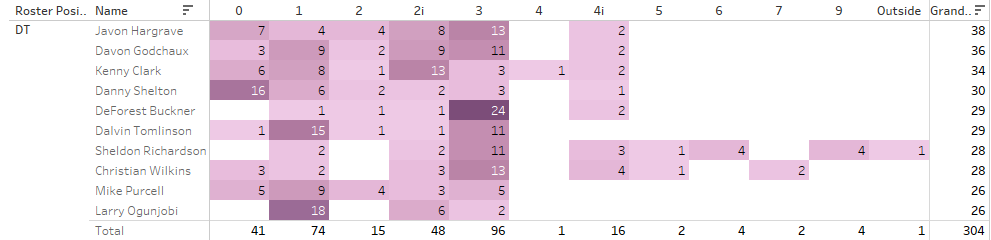 Roster Posi.. Name 0 1 2 2i 3 4 4i 5 6 7 9 Outside Grand..
DT Javon Hargrave 7 4 4 8 13 2 38
Davon Godchaux 3 9 2 9 11 2 36
Kenny Clark 6 8 1 13 3 1 2 34
Danny Shelton 16 6 2 2 3 1 30
DeForest Buckner 1 1 1 24 2 29
Dalvin Tomlinson 1 15 1 1 11 29
Sheldon Richardson 2 2 11 3 1 4 4 1 28
Christian Wilkins 3 2 3 13 4 1 2 28
Mike Purcell 5 9 4 3 5 26
Larry Ogunjobi 18 6 2 26
Total 41 74 15 48 96 1 16 2 4 2 4 1 304